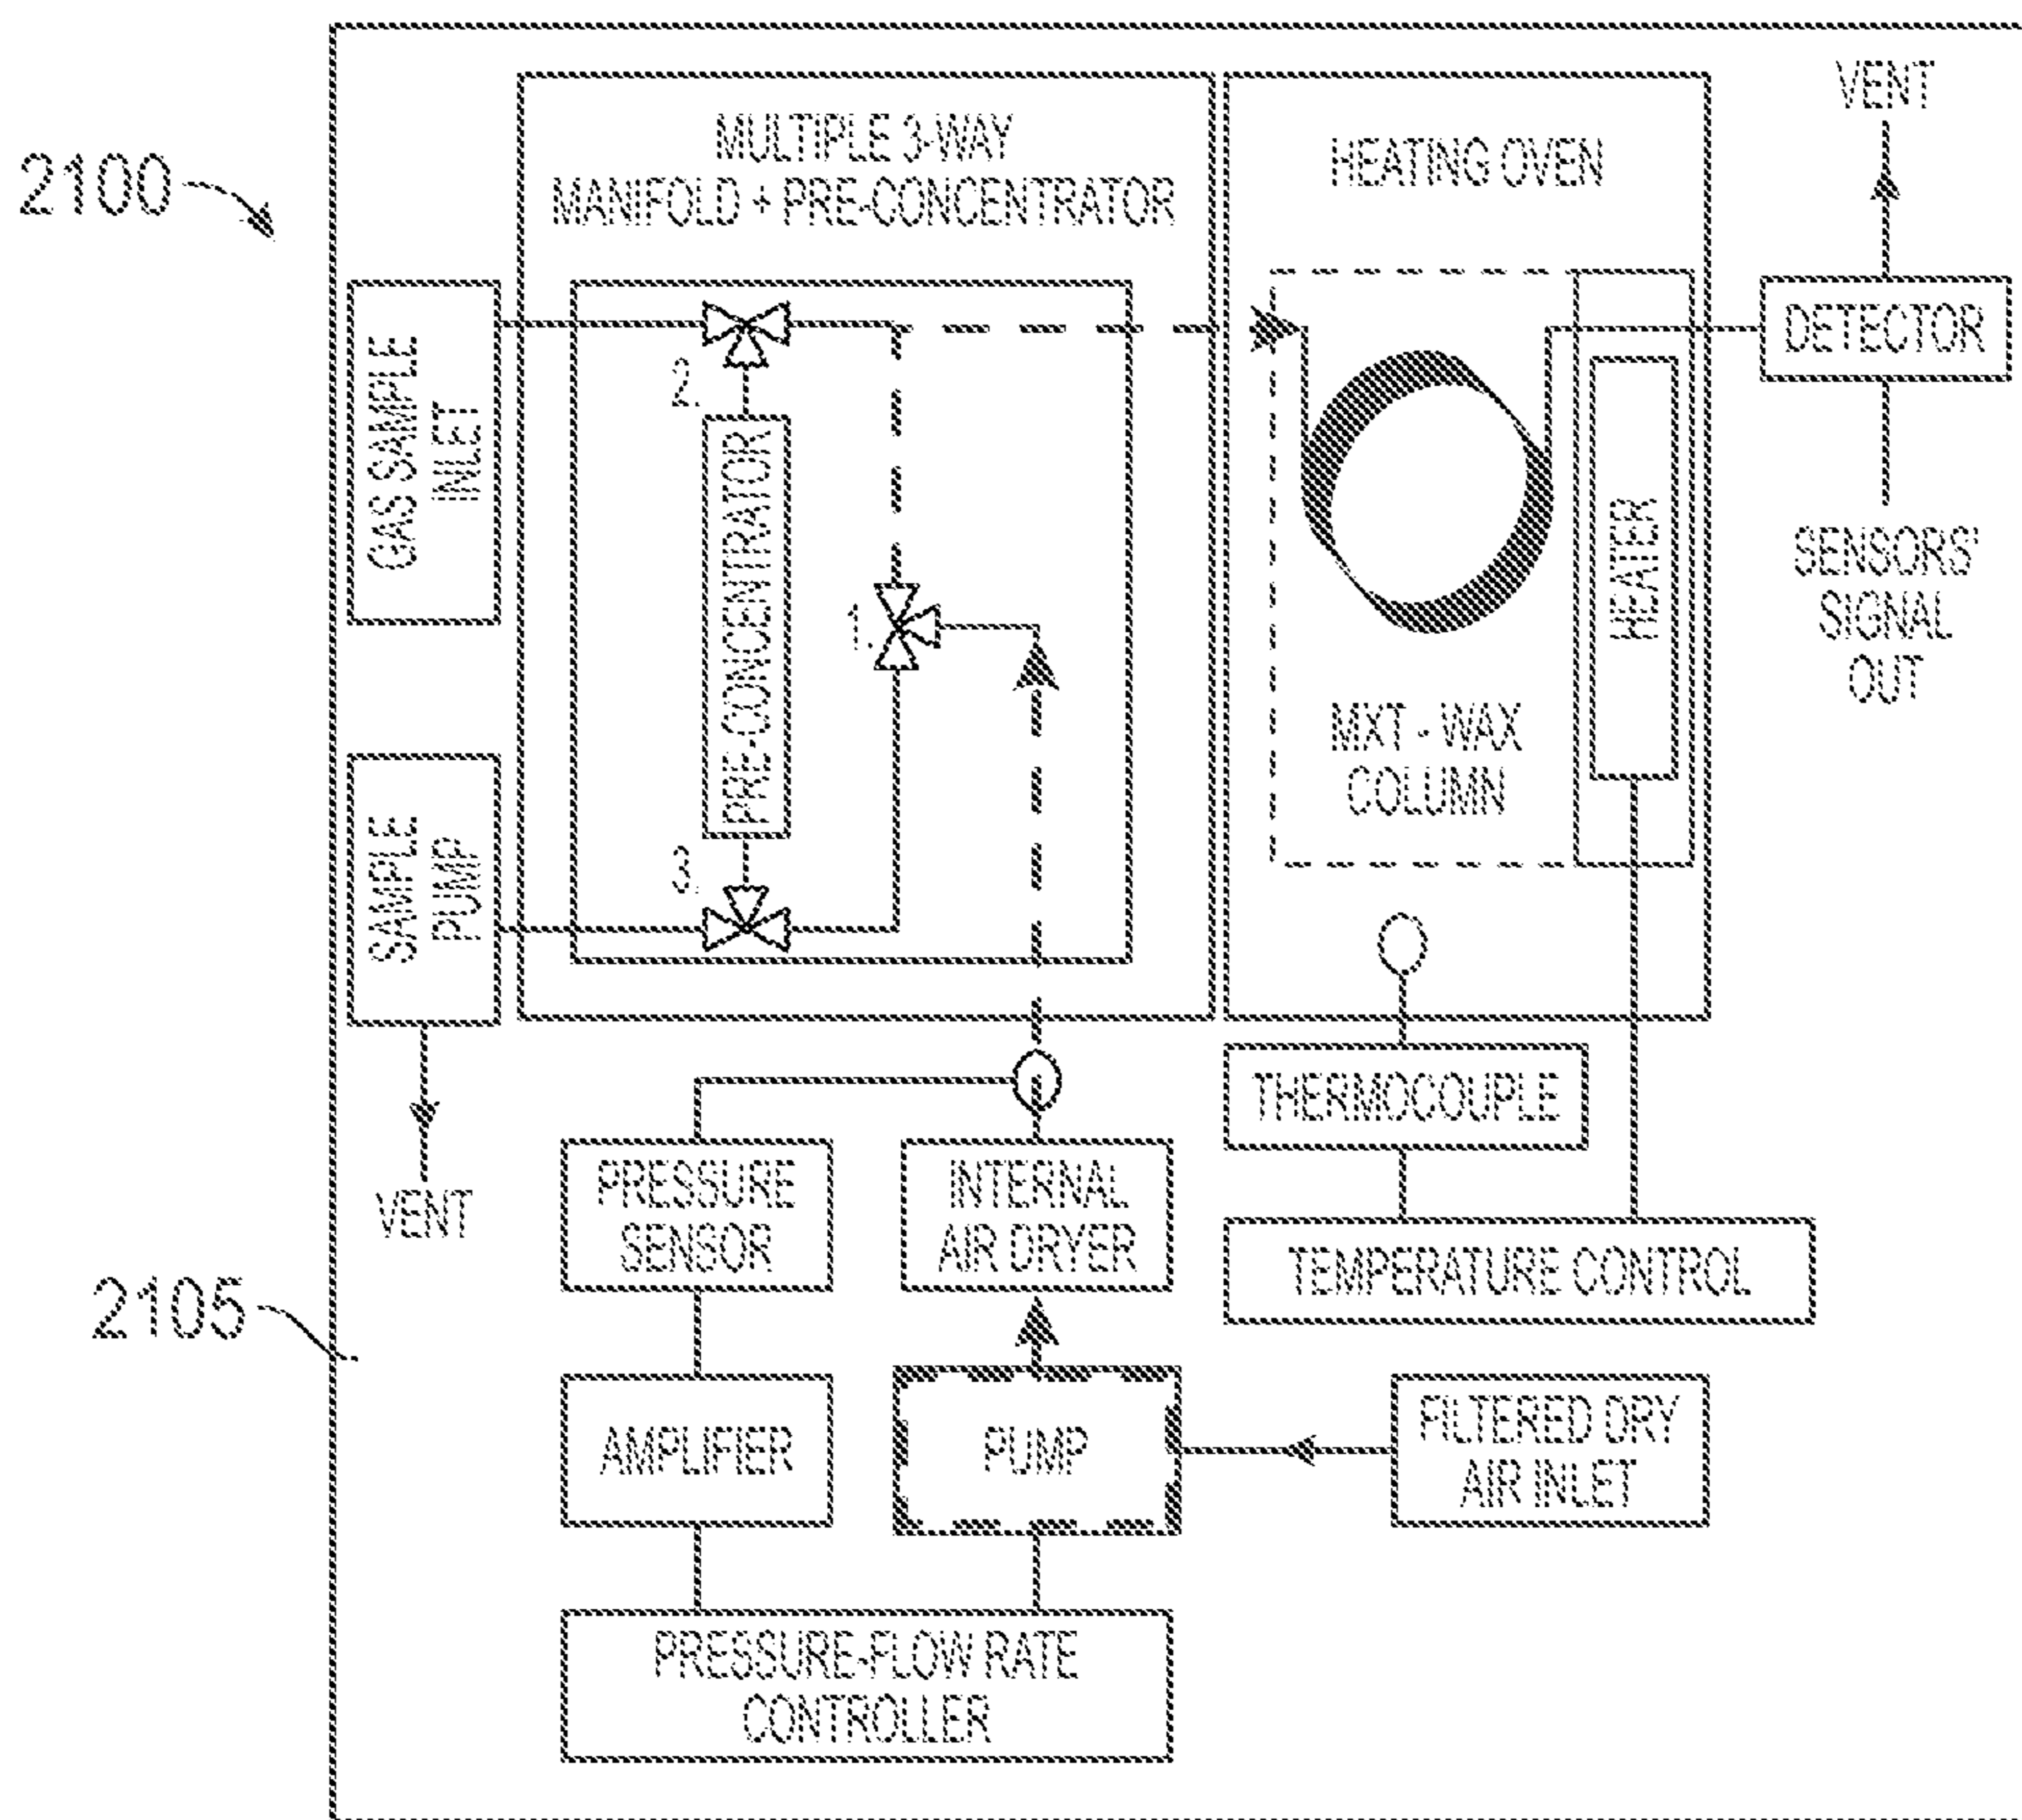 2100
MULTIPLE 3-WAY
MANIFOLD + PRE-CONCENTRATOR
HEATING OVEN
VENT
GAS SAMPLE
INLET
2.
PRE-CONCENTRATOR
1.
3.
DETECTOR
HEATER
SENSORS'
SIGNAL
OUT
MXT - WAX
COLUMN
SAMPLE
PUMP
VENT
THERMOCOUPLE
PRESSURE
SENSOR
INTERNAL
AIR DRYER
TEMPERATURE CONTROL
2105
AMPLIFIER
PUMP
FILTERED DRY
AIR INLET
PRESSURE-FLOW RATE
CONTROLLER